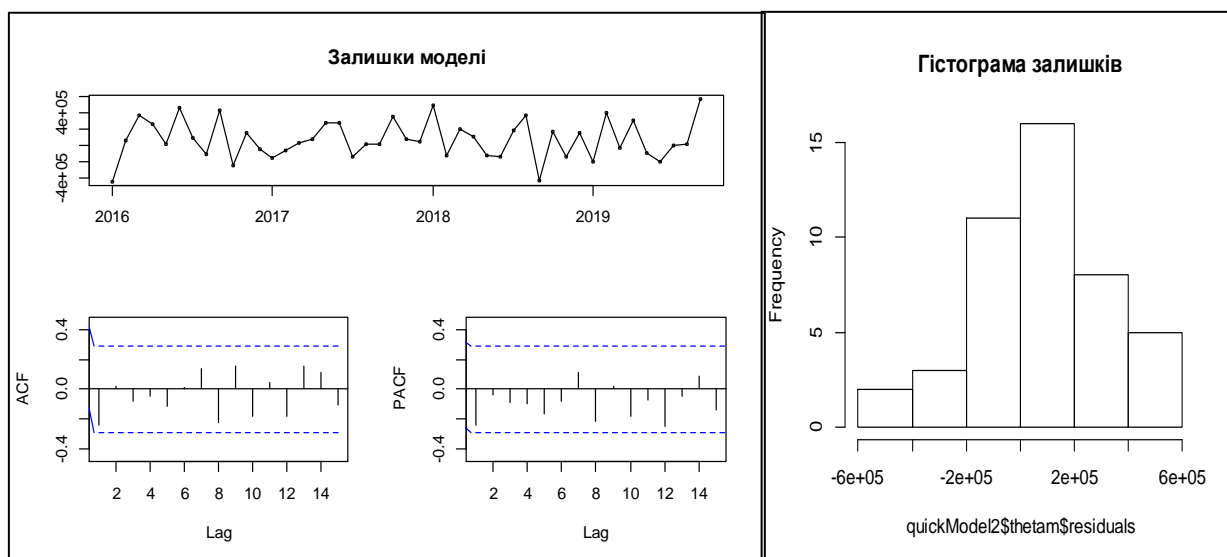 Залишки моделі
4e+05
-4e+05
2016 2017 2018 2019
ACF
0.4
0.0
-0.4
2 4 6 8 10 12 14
Lag
PACF
0.4
0.0
-0.4
2 4 6 8 10 12 14
Lag
Гістограма залишків
Frequency
15
10
5
0
-6e+05 -2e+05 2e+05 6e+05
quickModel2$thetam$residuals